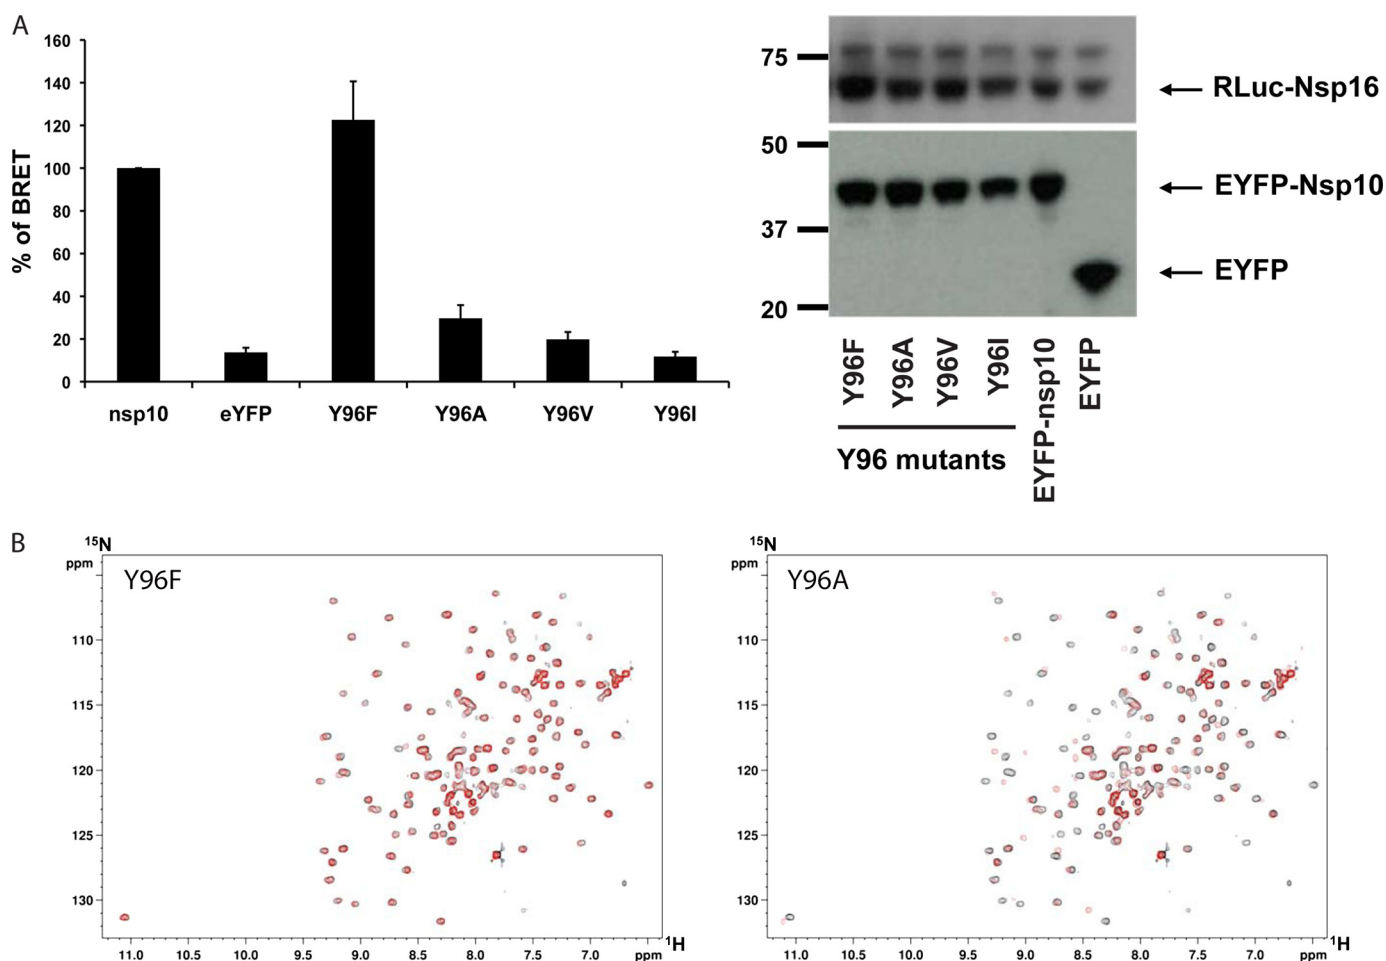 A
160
140
120
100
80
60
40
20
0
% of BRET
nsp10 eYFP Y96F Y96A Y96V Y96I
75
50
37
20
RLuc-Nsp16
EYFP-Nsp10
EYFP
Y96F Y96A Y96V Y96I EYFP-nsp10 EYFP
Y96 mutants
B
15N
ppm
Y96F
110
115
120
125
130
11.0 10.5 10.0 9.5 9.0 8.5 8.0 7.5 7.0 ppm
1H
15N
ppm
Y96A
110
115
120
125
130
11.0 10.5 10.0 9.5 9.0 8.5 8.0 7.5 7.0 ppm
1H